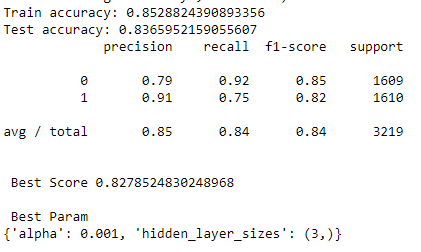 Train accuracy: 0.8528824390893356
Test accuracy: 0.8365952159055607
precision recall f1-score support
0 0.79 0.92 0.85 1609
1 0.91 0.75 0.82 1610
avg / total 0.85 0.84 0.84 3219
Best Score 0.8278524830248968
Best Param
{'alpha': 0.001, 'hidden_layer_sizes': (3,)}